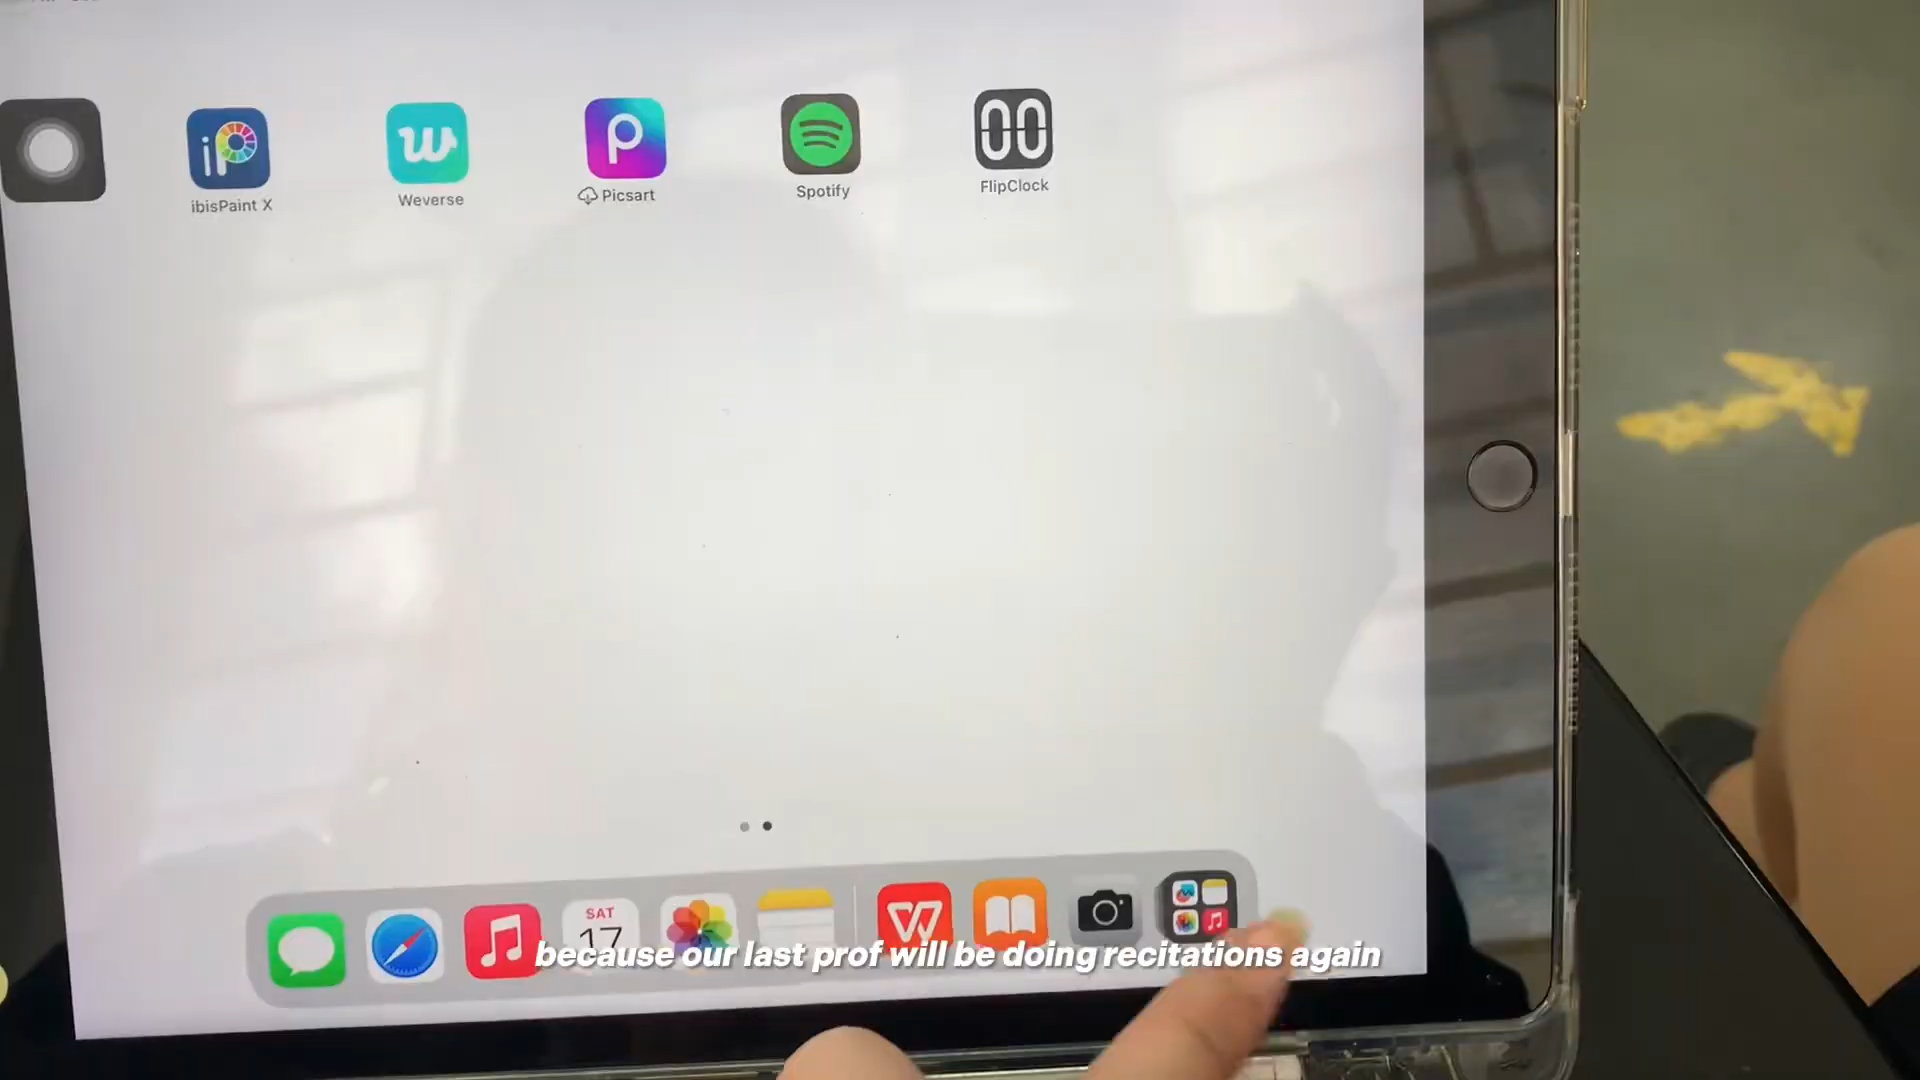 ibisPaint X
Weverse
Picsart
Spotify
FlipClock
SAT
17
because our last prof will be doing recitations again